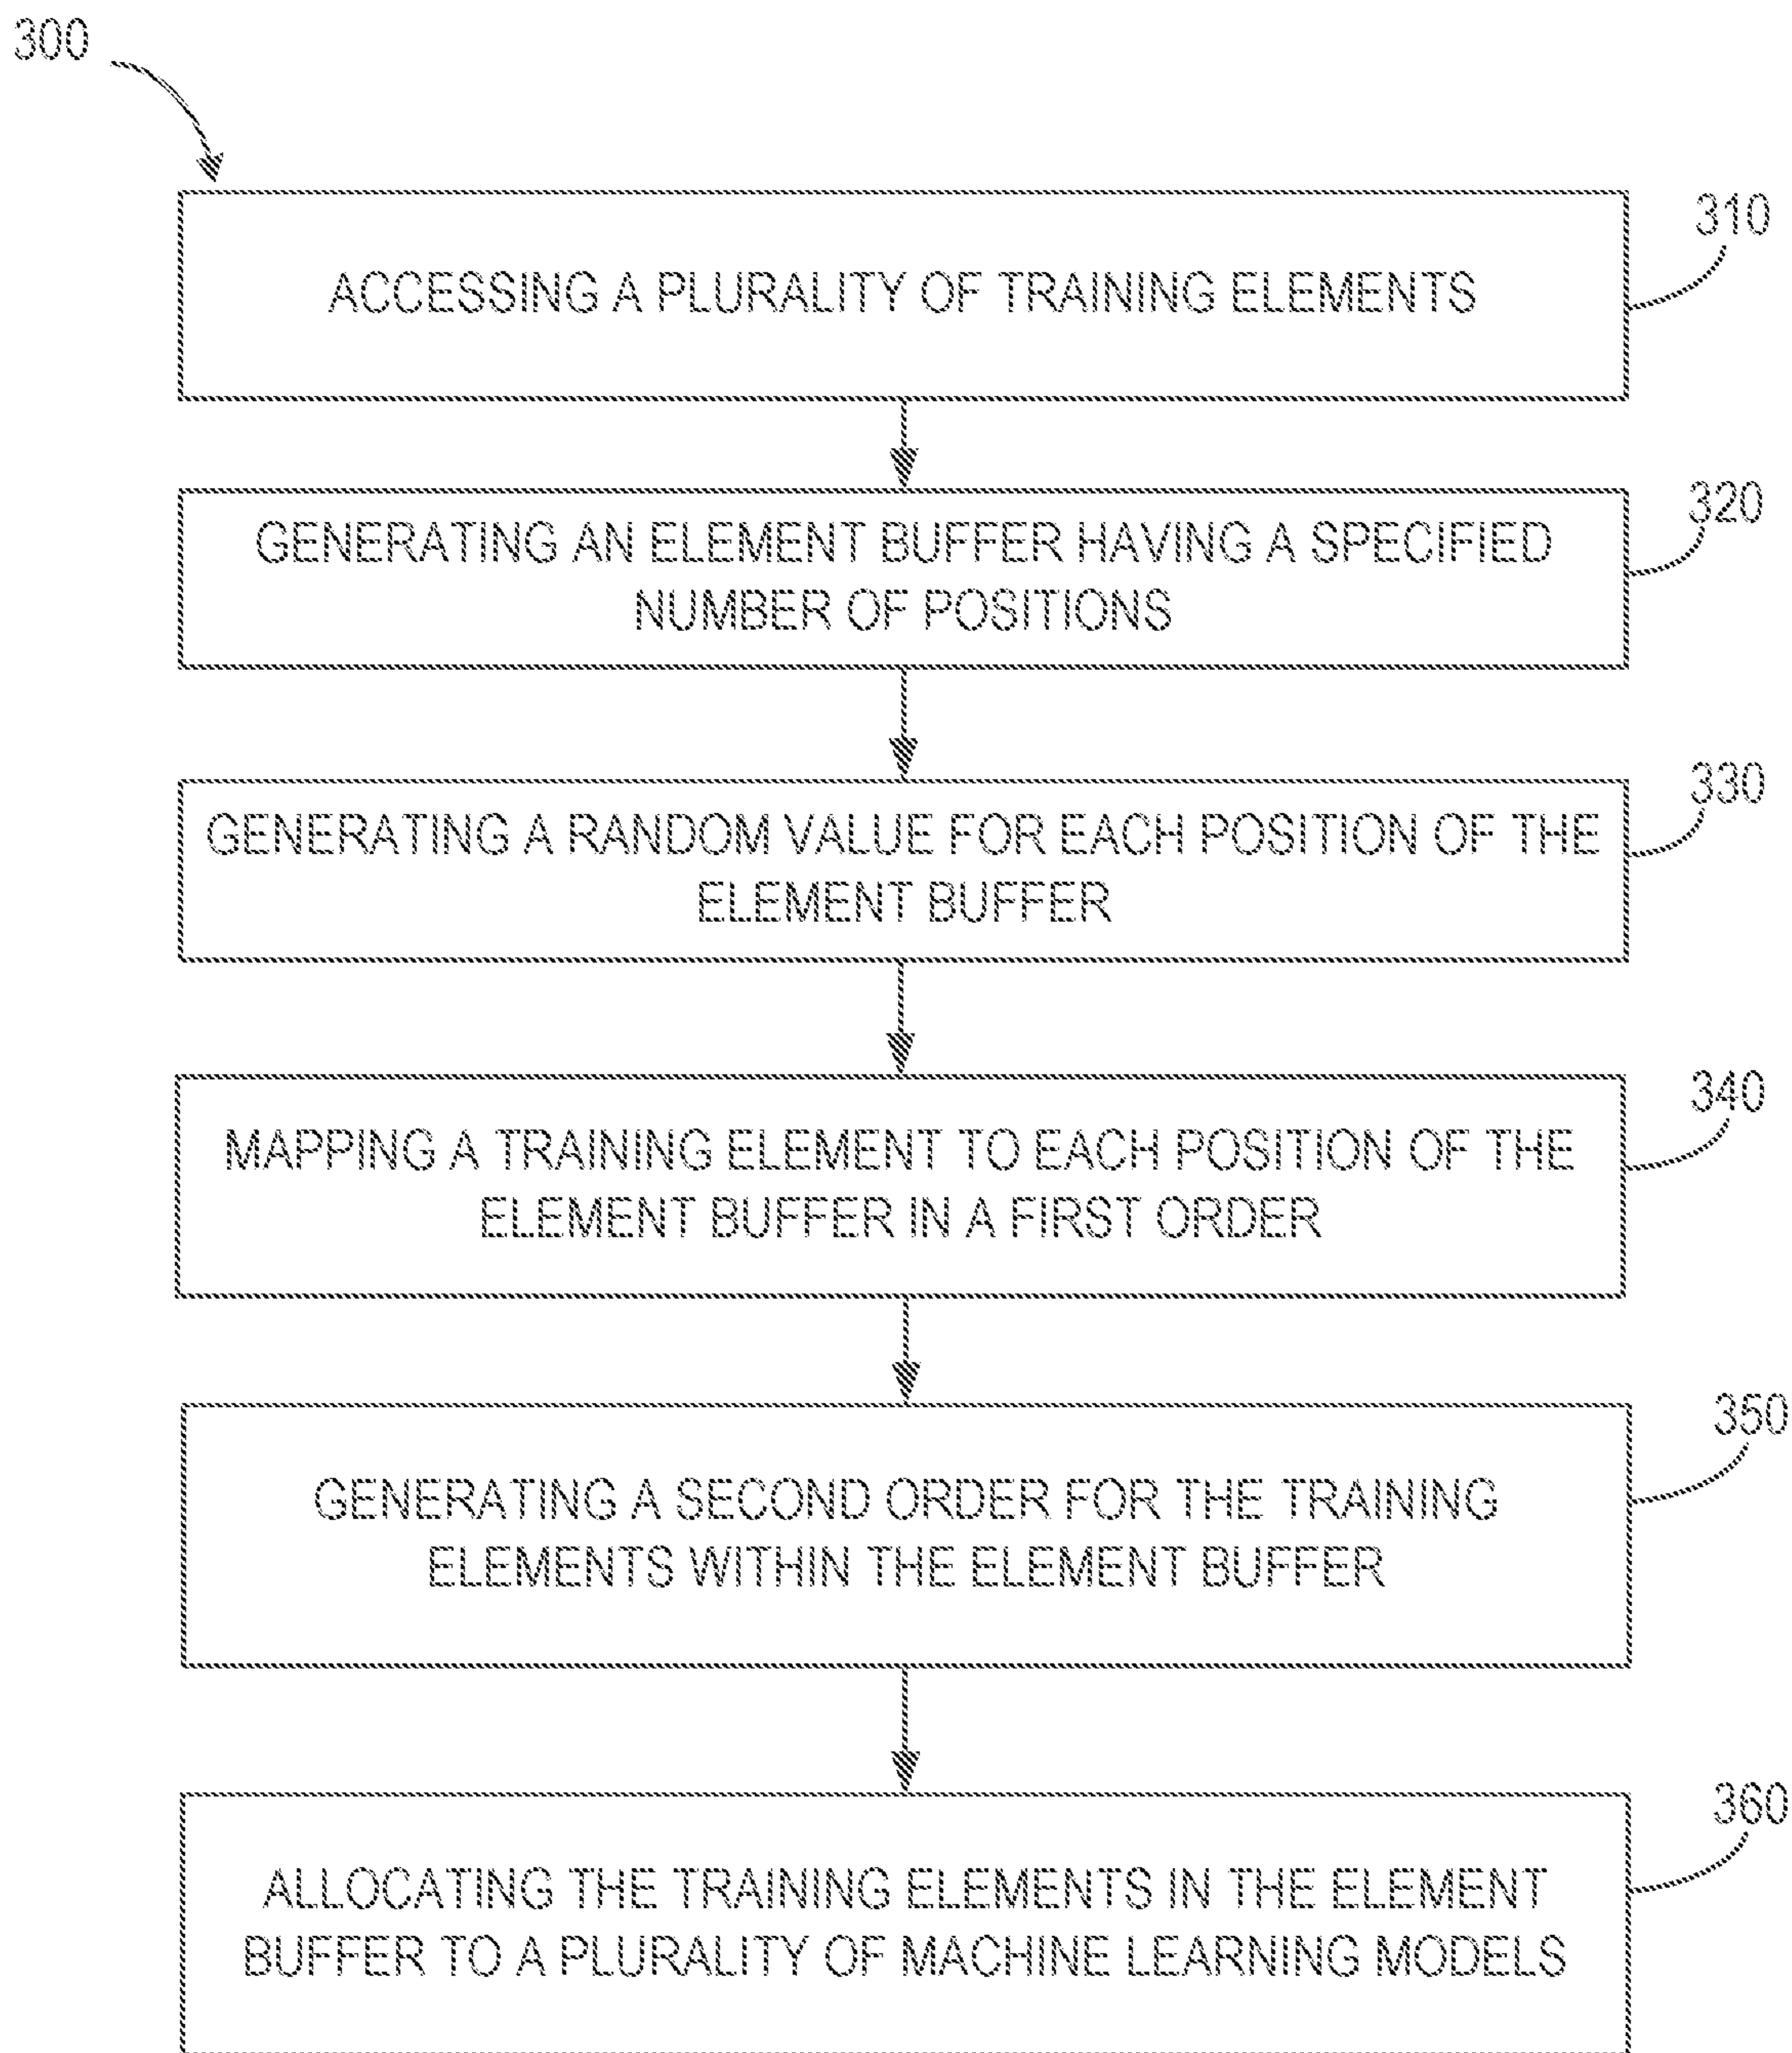 300
310
ACCESSING A PLURALITY OF TRAINING ELEMENTS
320
GENERATING AN ELEMENT BUFFER HAVING A SPECIFIED
NUMBER OF POSITIONS
330
GENERATING A RANDOM VALUE FOR EACH POSITION OF THE
ELEMENT BUFFER
340
MAPPING A TRAINING ELEMENT TO EACH POSITION OF THE
ELEMENT BUFFER IN A FIRST ORDER
350
GENERATING A SECOND ORDER FOR THE TRAINING
ELEMENTS WITHIN THE ELEMENT BUFFER
360
ALLOCATING THE TRAINING ELEMENTS IN THE ELEMENT
BUFFER TO A PLURALITY OF MACHINE LEARNING MODELS